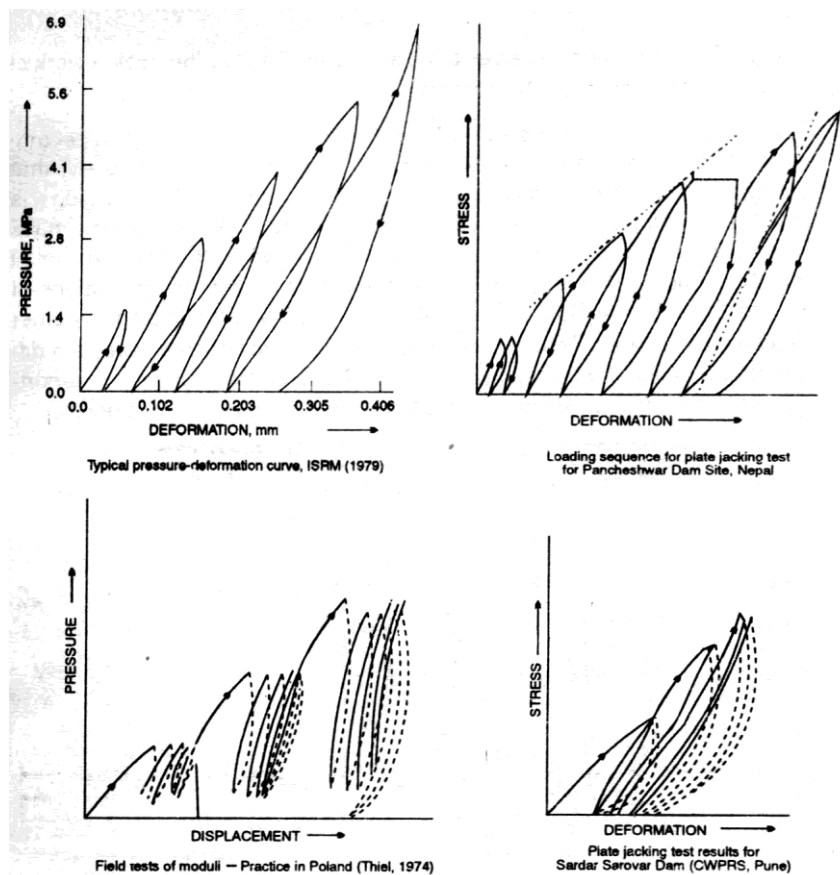 6.9
5.6
4.1
2.6
1.4
0.0
PRESSURE, MPa
0.0 0.102 0.203 0.305 0.406
DEFORMATION, mm
Typical pressure-deformation curve, ISRM (1979)
STRESS
DEFORMATION
Loading sequence for plate jacking test
for Pancheshwar Dam Site, Nepal
PRESSURE
DISPLACEMENT
Field tests of moduli — Practice in Poland (Thiel, 1974)
STRESS
DEFORMATION
Plate jacking test results for
Sardar Sarovar Dam (CWPRS, Pune)